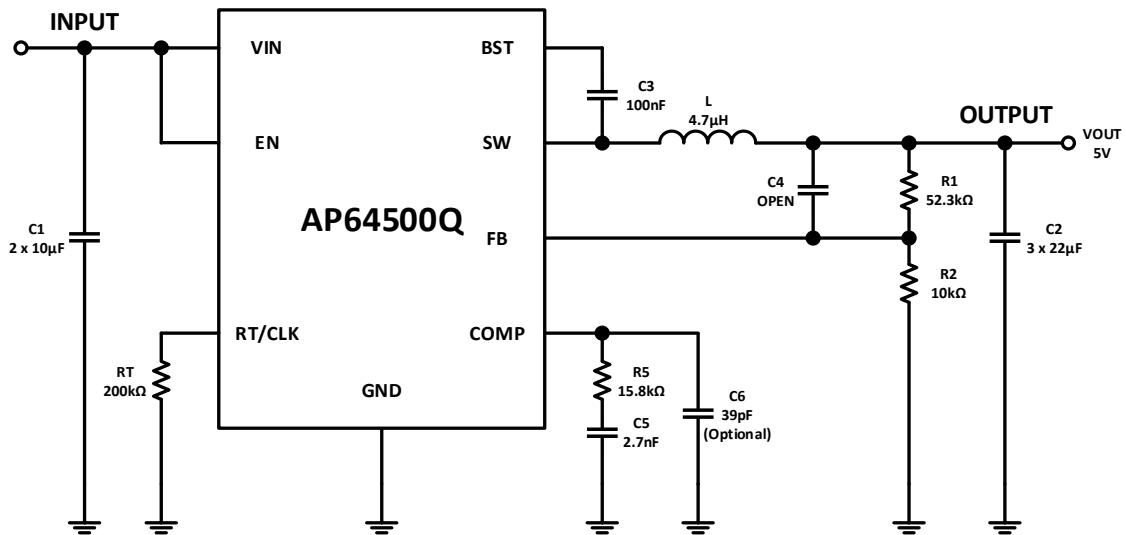 INPUT
VIN
BST
C3
100nF
L
4.7µH
OUTPUT
VOUT
5V
EN
SW
C4
OPEN
R1
52.3kΩ
AP64500Q
FB
C1
2 x 10µF
C2
3 x 22µF
R2
10kΩ
RT/CLK
COMP
RT
200kΩ
R5
15.8kΩ
GND
C6
39pF
(Optional)
C5
2.7nF